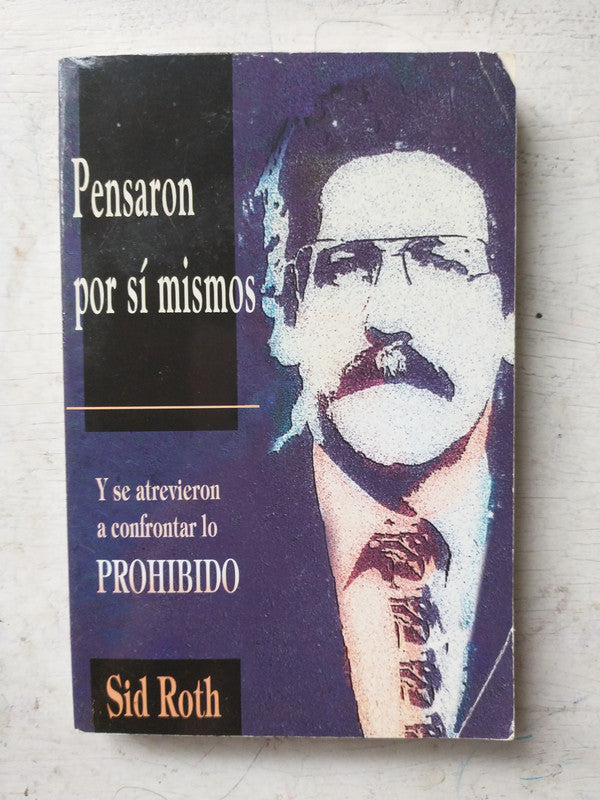 Pensaron
por sí mismos
Y se atrevieron
a confrontar lo
PROHIBIDO
Sid Roth